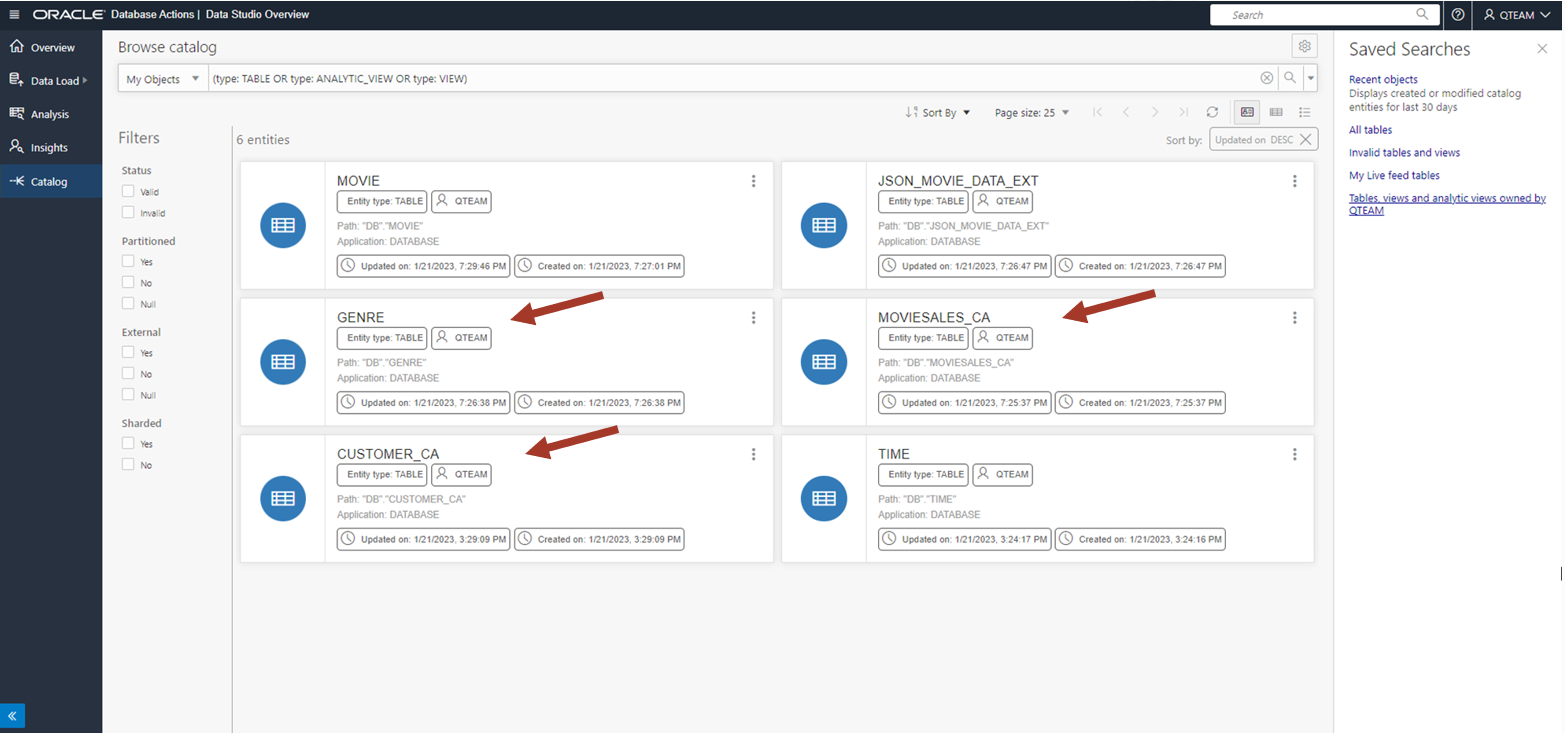 ORACLE Database Actions | Data Studio Overview
Search
QTEAM
Overview
Data Load
Analysis
Insights
Catalog
Browse catalog
My Objects
(type: TABLE OR type: ANALYTIC_VIEW OR type: VIEW)
Sort By
Page size: 25
Filters
Status
Valid
Invalid
Partitioned
Yes
No
Null
External
Yes
No
Null
Sharded
Yes
No
6 entities
Sort by: Updated on DESC
MOVIE
Entity type: TABLE QTEAM
Path: "DB"."MOVIE"
Application: DATABASE
Updated on: 1/21/2023, 7:29:46 PM Created on: 1/21/2023, 7:27:01 PM
JSON_MOVIE_DATA_EXT
Entity type: TABLE QTEAM
Path: "DB"."JSON_MOVIE_DATA_EXT"
Application: DATABASE
Updated on: 1/21/2023, 7:26:47 PM Created on: 1/21/2023, 7:26:47 PM
GENRE
Entity type: TABLE QTEAM
Path: "DB"."GENRE"
Application: DATABASE
Updated on: 1/21/2023, 7:26:38 PM Created on: 1/21/2023, 7:26:38 PM
MOVIESALES_CA
Entity type: TABLE QTEAM
Path: "DB"."MOVIESALES_CA"
Application: DATABASE
Updated on: 1/21/2023, 7:25:37 PM Created on: 1/21/2023, 7:25:37 PM
CUSTOMER_CA
Entity type: TABLE QTEAM
Path: "DB"."CUSTOMER_CA"
Application: DATABASE
Updated on: 1/21/2023, 3:29:09 PM Created on: 1/21/2023, 3:29:09 PM
TIME
Entity type: TABLE QTEAM
Path: "DB"."TIME"
Application: DATABASE
Updated on: 1/21/2023, 3:24:17 PM Created on: 1/21/2023, 3:24:16 PM
Saved Searches
Recent objects
Displays created or modified catalog
entities for last 30 days
All tables
Invalid tables and views
My Live feed tables
Tables, views and analytic views owned by
QTEAM